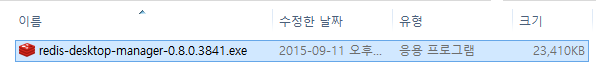 이름 수정한 날짜 유형 크기
redis-desktop-manager-0.8.0.3841.exe 2015-09-11 오후... 응용 프로그램 23,410KB